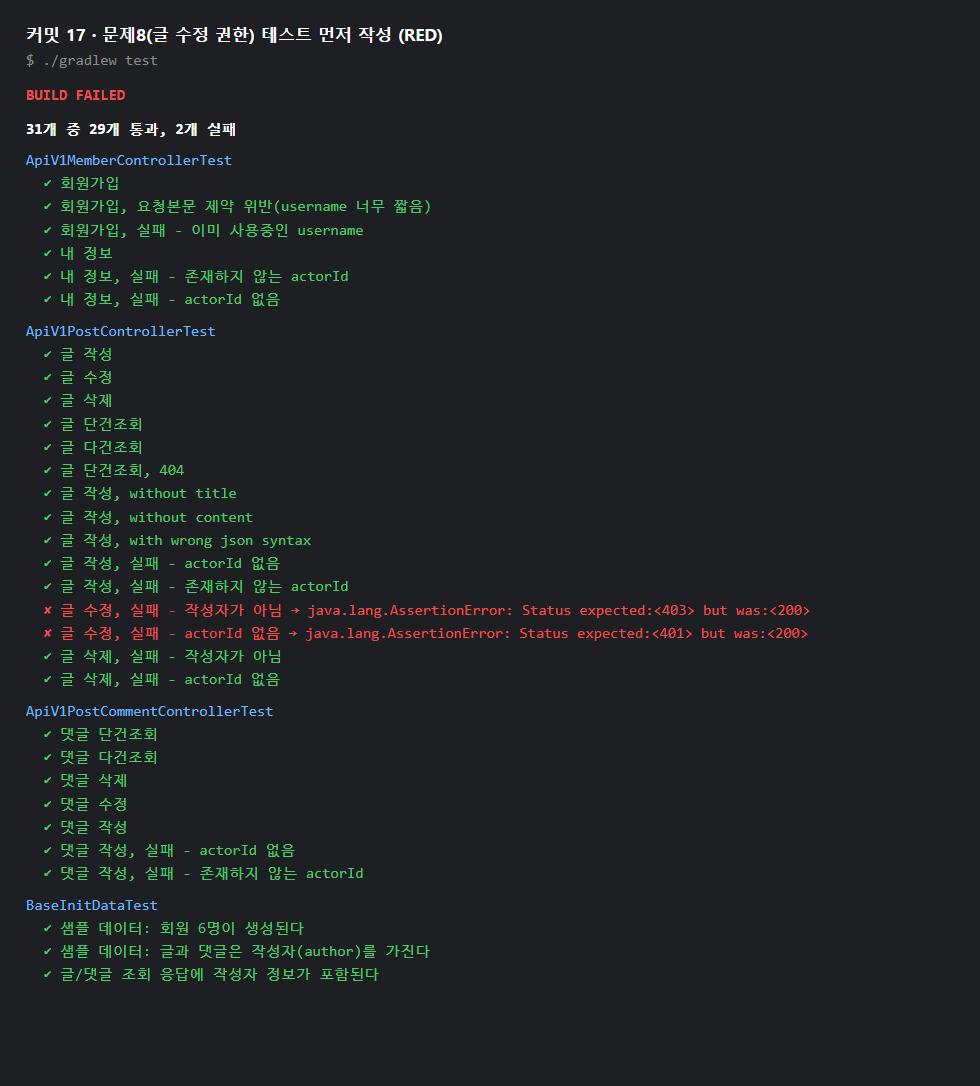 커밋 17 · 문제8(글 수정 권한) 테스트 먼저 작성 (RED)
$ ./gradlew test
BUILD FAILED
31개 중 29개 통과, 2개 실패
ApiV1MemberControllerTest
✔ 회원가입
✔ 회원가입, 요청본문 제약 위반(username 너무 짧음)
✔ 회원가입, 실패 - 이미 사용중인 username
✔ 내 정보
✔ 내 정보, 실패 - 존재하지 않는 actorId
✔ 내 정보, 실패 - actorId 없음
ApiV1PostControllerTest
✔ 글 작성
✔ 글 수정
✔ 글 삭제
✔ 글 단건조회
✔ 글 다건조회
✔ 글 단건조회, 404
✔ 글 작성, without title
✔ 글 작성, without content
✔ 글 작성, with wrong json syntax
✔ 글 작성, 실패 - actorId 없음
✔ 글 작성, 실패 - 존재하지 않는 actorId
✘ 글 수정, 실패 - 작성자가 아님 → java.lang.AssertionError: Status expected:<403> but was:<200>
✘ 글 수정, 실패 - actorId 없음 → java.lang.AssertionError: Status expected:<401> but was:<200>
✔ 글 삭제, 실패 - 작성자가 아님
✔ 글 삭제, 실패 - actorId 없음
ApiV1PostCommentControllerTest
✔ 댓글 단건조회
✔ 댓글 다건조회
✔ 댓글 삭제
✔ 댓글 수정
✔ 댓글 작성
✔ 댓글 작성, 실패 - actorId 없음
✔ 댓글 작성, 실패 - 존재하지 않는 actorId
BaseInitDataTest
✔ 샘플 데이터: 회원 6명이 생성된다
✔ 샘플 데이터: 글과 댓글은 작성자(author)를 가진다
✔ 글/댓글 조회 응답에 작성자 정보가 포함된다